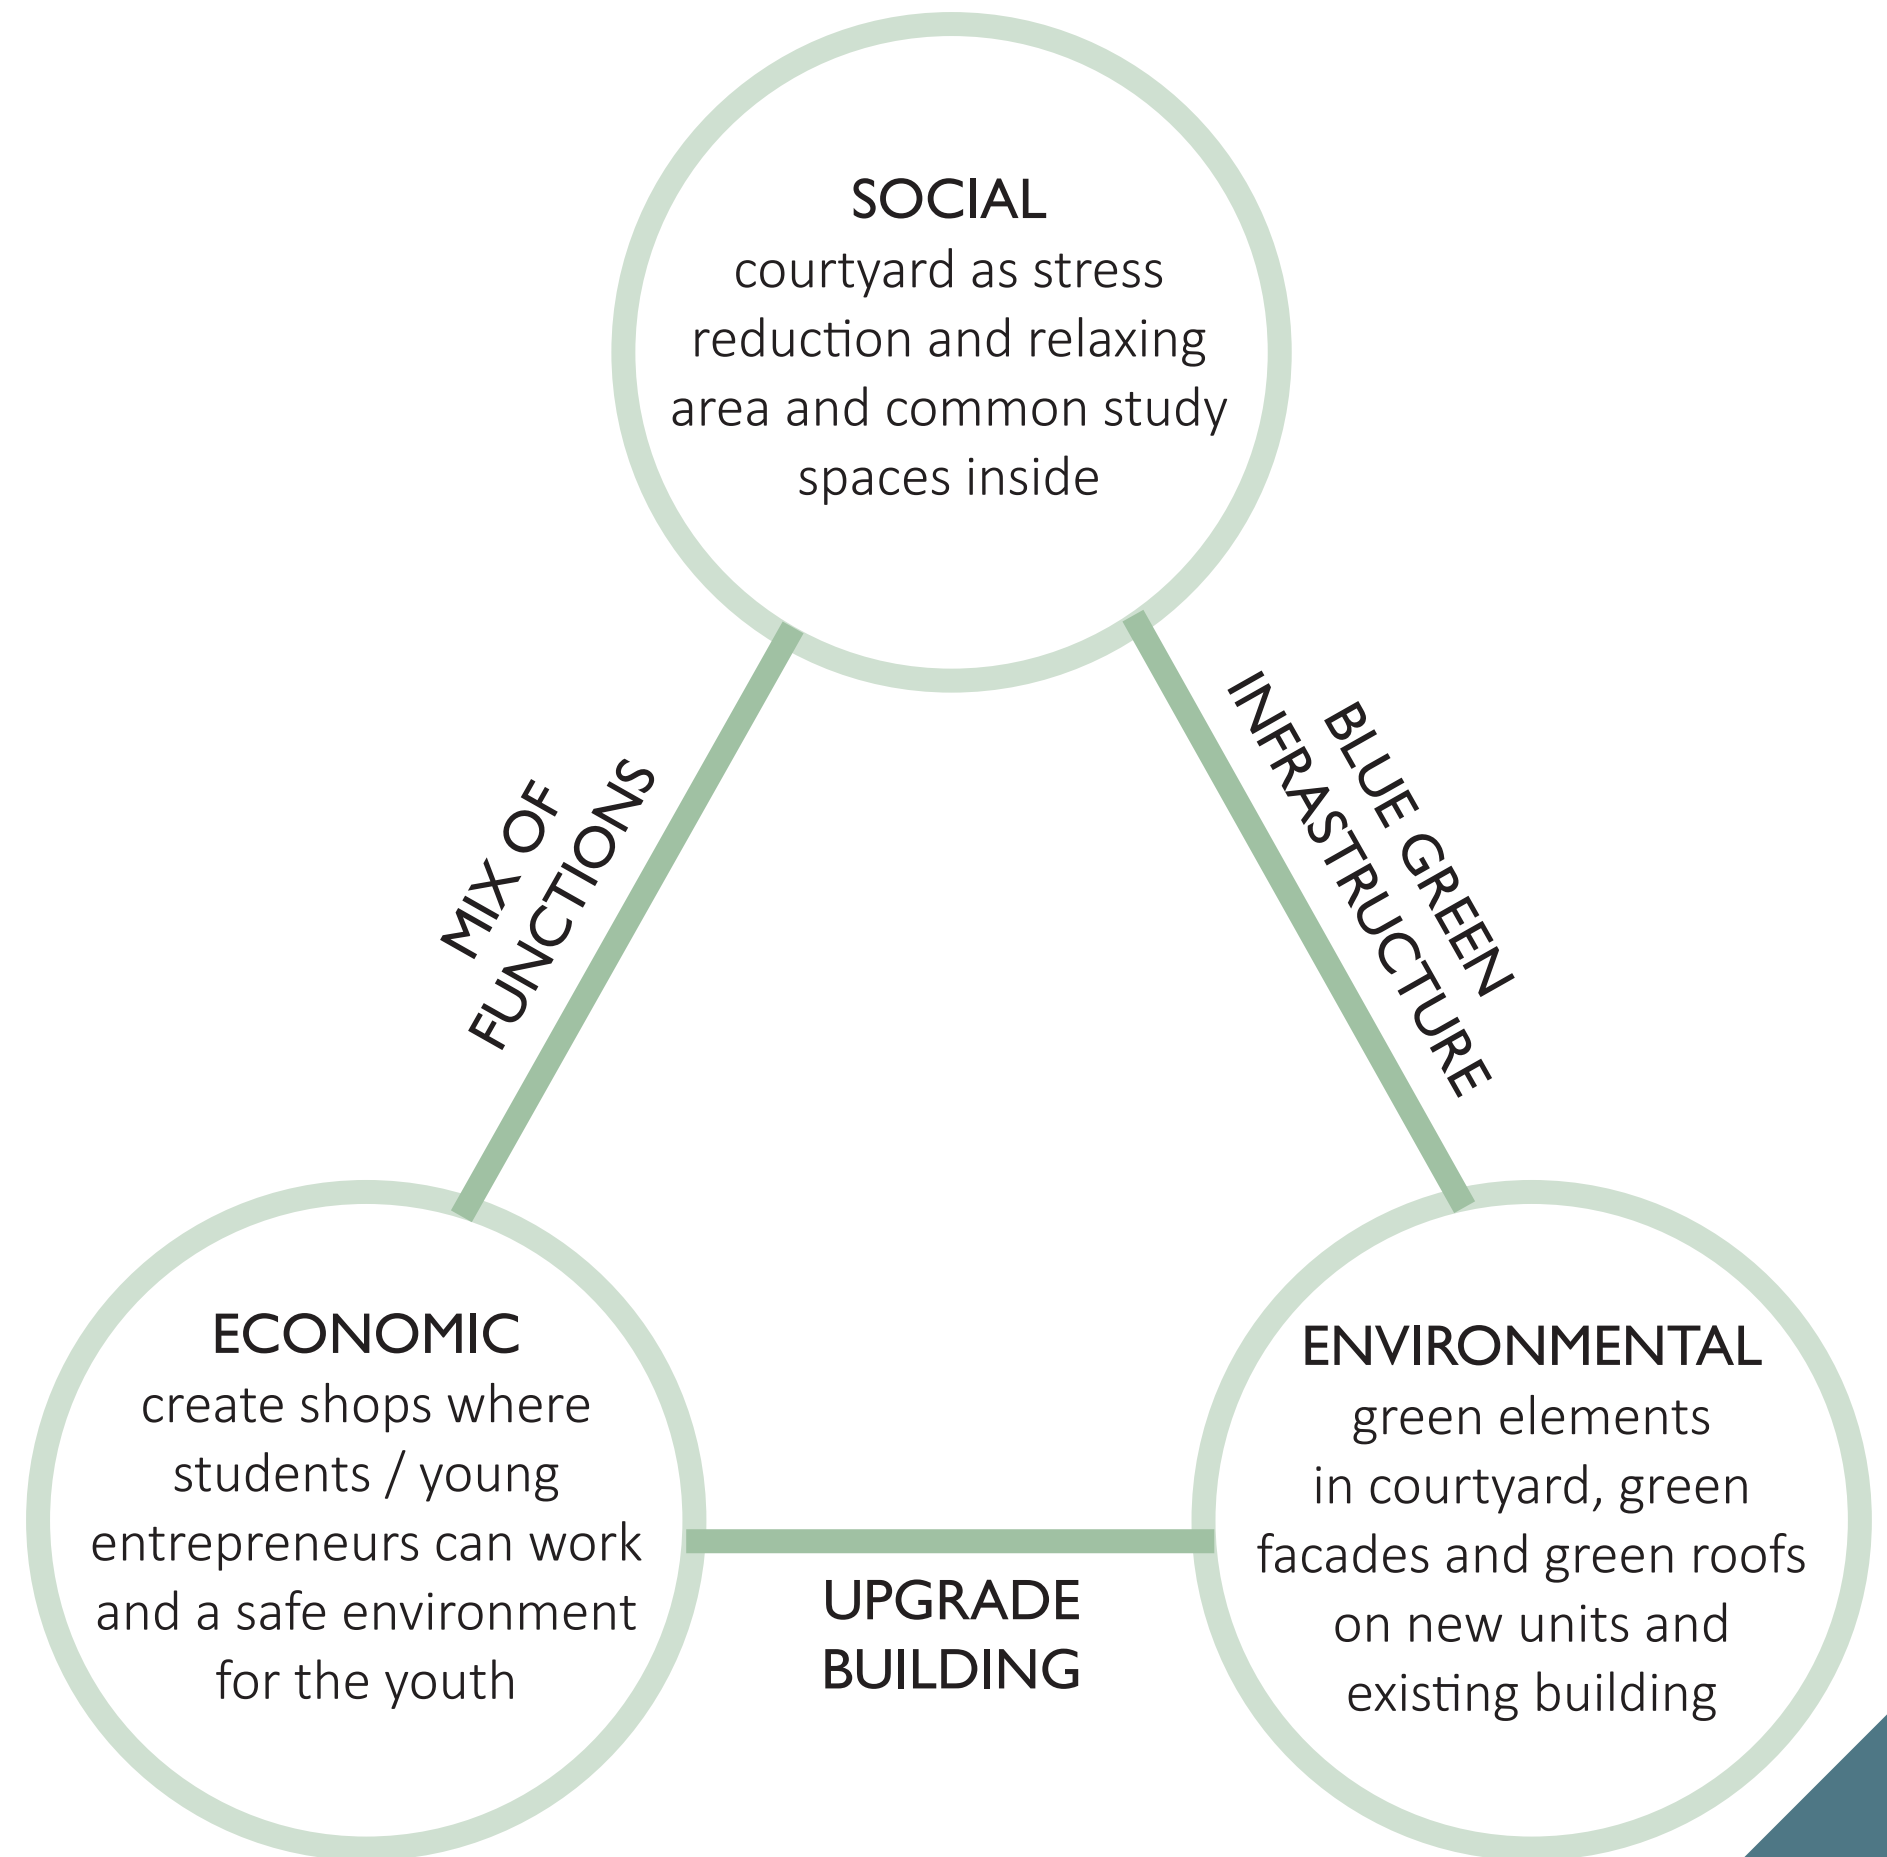 SOCIAL
courtyard as stress
reduction and relaxing
area and common study
spaces inside
MIX OF
FUNCTIONS
BLUE GREEN
INFRASTRUCTURE
ECONOMIC
create shops where
students / young
entrepreneurs can work
and a safe environment
for the youth
UPGRADE
BUILDING
ENVIRONMENTAL
green elements
in courtyard, green
facades and green roofs
on new units and
existing building